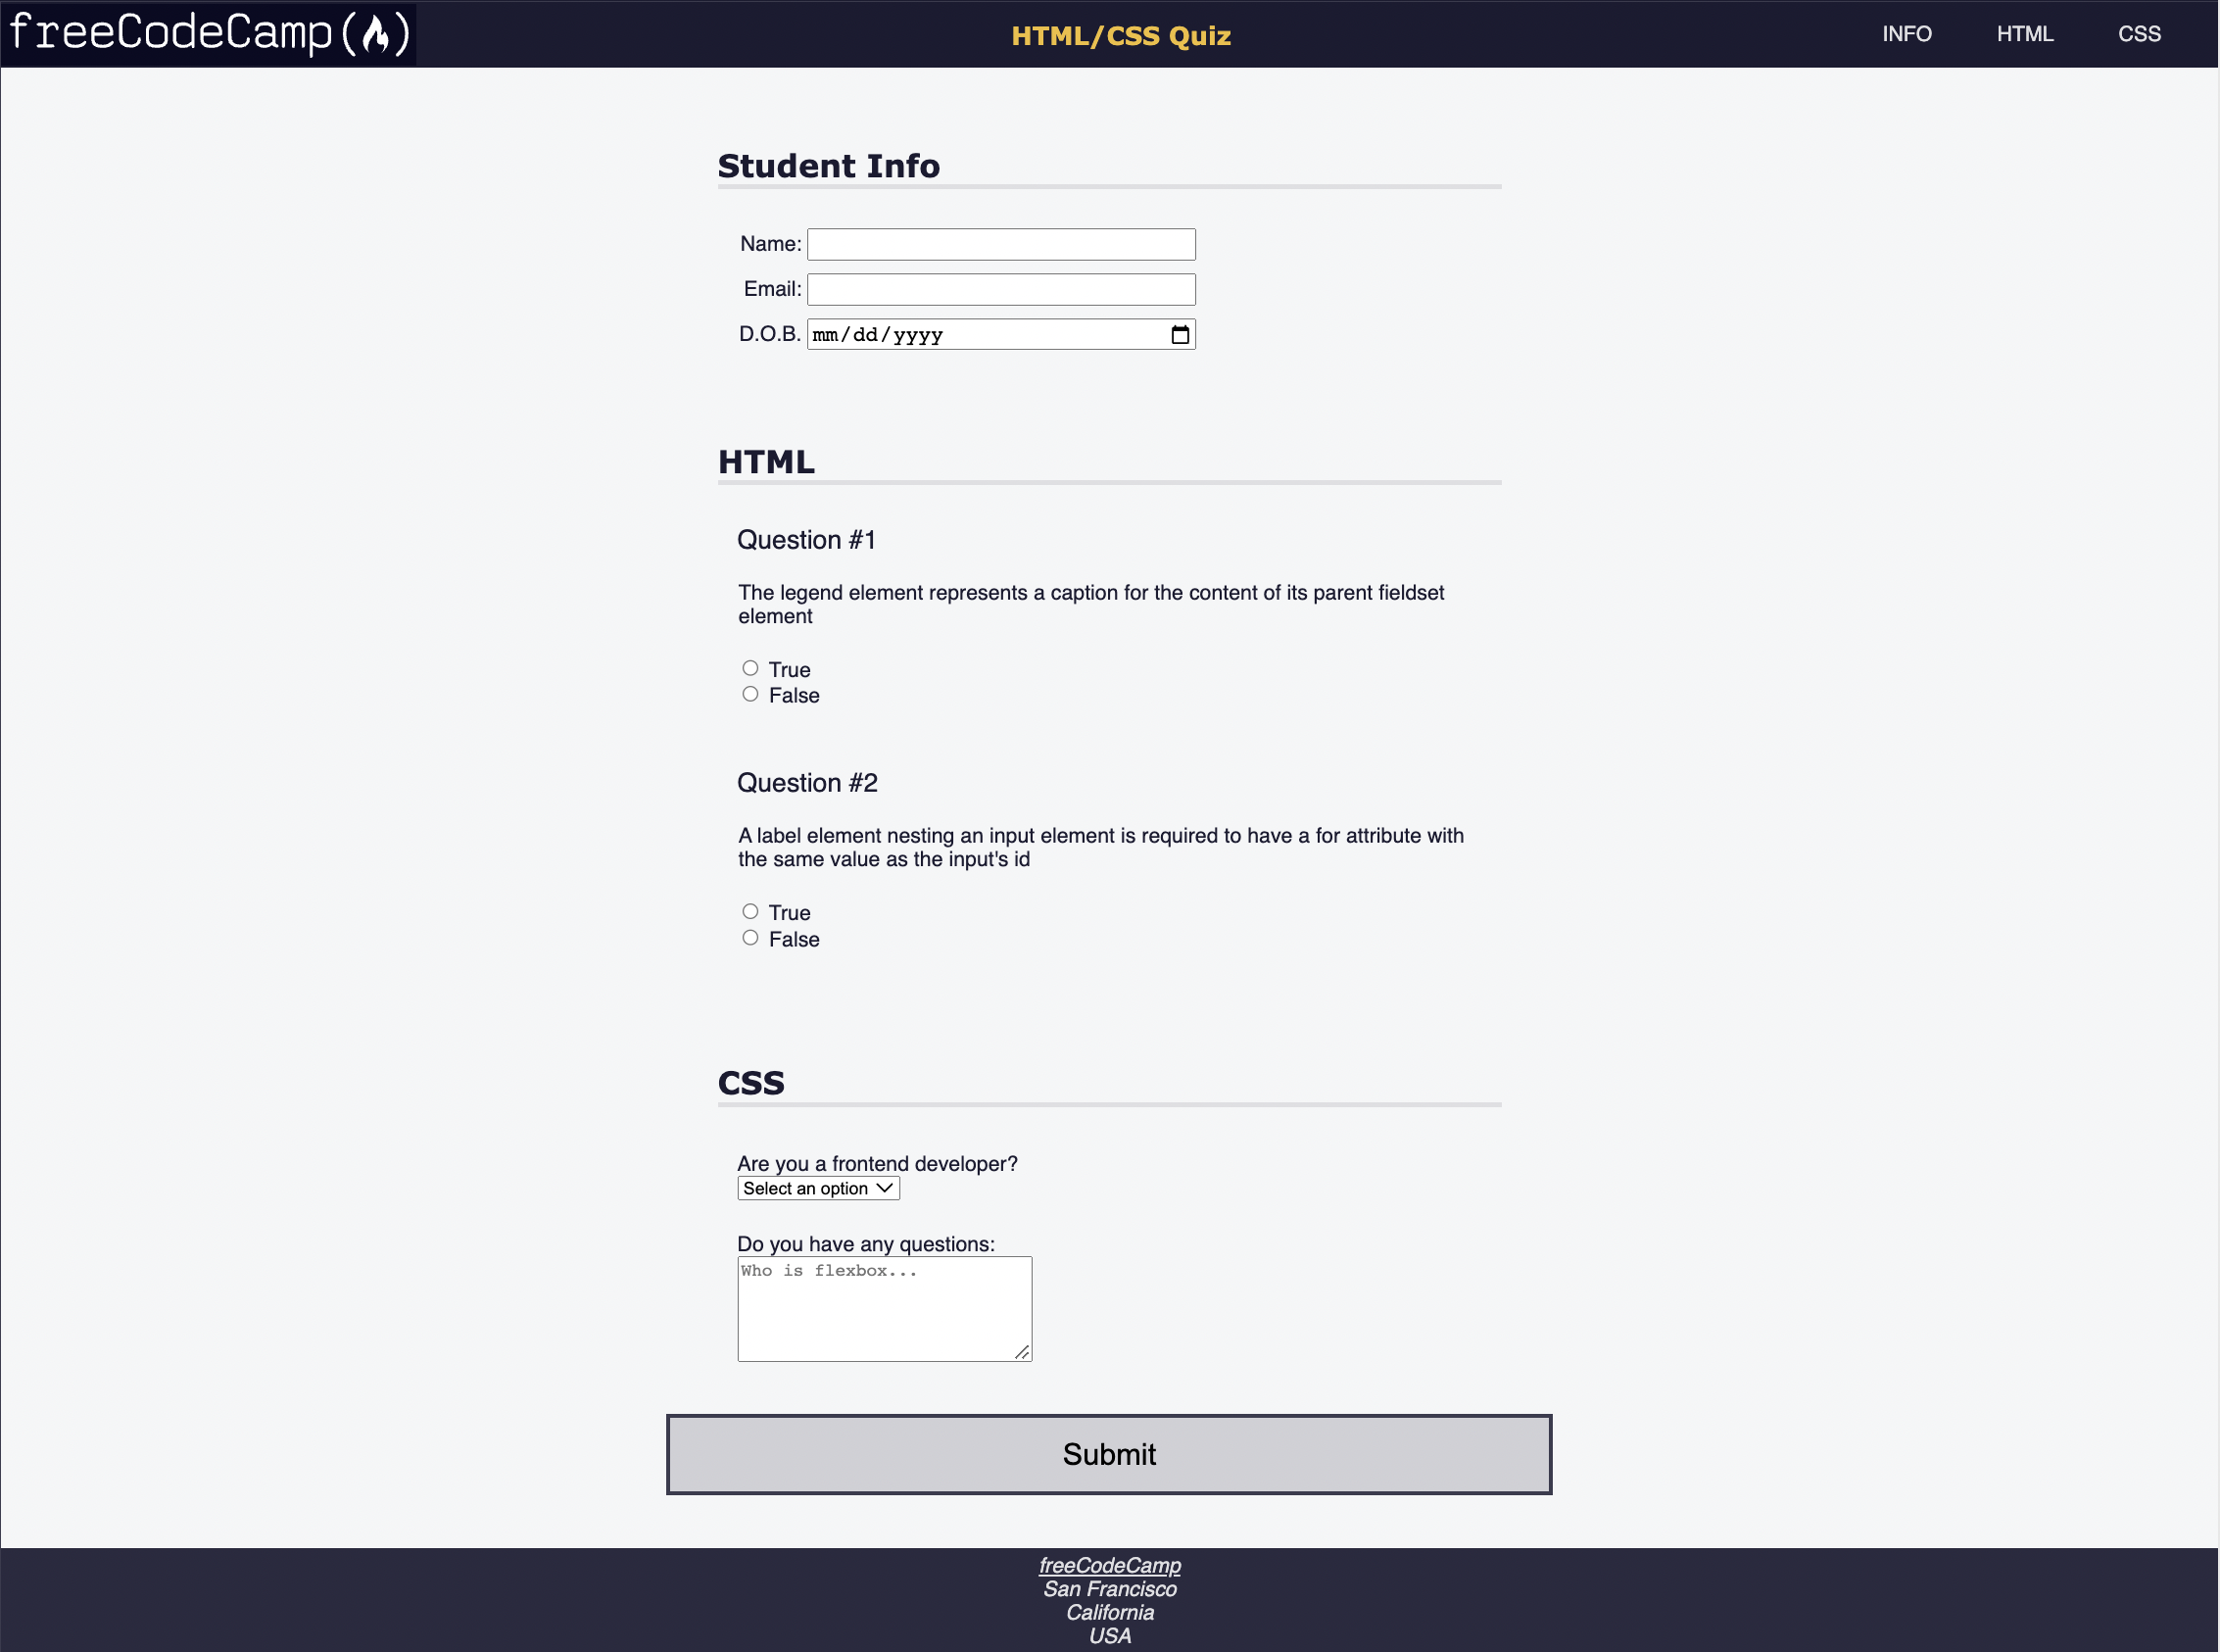 freeCodeCamp
HTML/CSS Quiz
INFO
HTML
CSS
Student Info
Name:
Email:
D.O.B.
mm/dd/yyyy
HTML
Question #1
The legend element represents a caption for the content of its parent fieldset
element
True
False
Question #2
A label element nesting an input element is required to have a for attribute with
the same value as the input's id
True
False
CSS
Are you a frontend developer?
Select an option
Do you have any questions:
Who is flexbox...
Submit
freeCodeCamp
San Francisco
California
USA